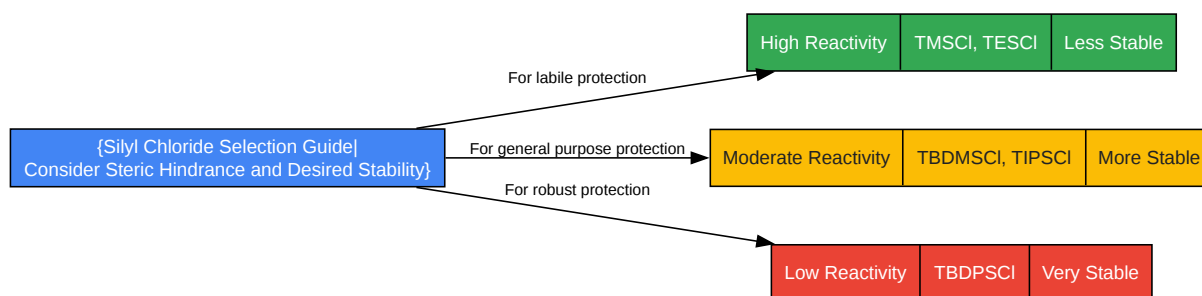 {Silyl Chloride Selection Guide|
Consider Steric Hindrance and Desired Stability}
For labile protection
High Reactivity
TMSCl, TESCl
Less Stable
For general purpose protection
Moderate Reactivity
TBDMSCl, TIPSCl
More Stable
For robust protection
Low Reactivity
TBDPSCl
Very Stable